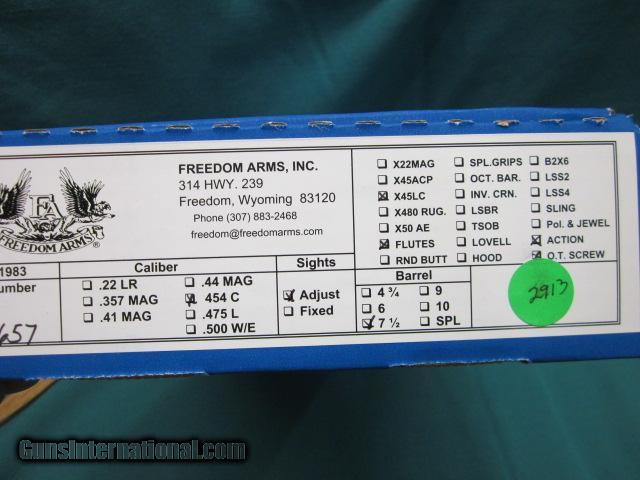 FREEDOM ARMS, INC.
314 HWY. 239
Freedom, Wyoming 83120
Phone (307) 883-2468
freedom@freedomarms.com
FA
FREEDOM ARMS ®
1983
umber
657
Caliber
☐ .22 LR
☐ .357 MAG
☐ .41 MAG
☐ .44 MAG
☒ 454 C
☐ .475 L
☐ .500 W/E
Sights
☒ Adjust
☐ Fixed
☐ X22MAG
☐ X45ACP
☒ X45LC
☐ X480 RUG.
☐ X50 AE
☒ FLUTES
☐ RND BUTT
☐ SPL.GRIPS
☐ OCT. BAR.
☐ INV. CRN.
☐ LSBR
☐ TSOB
☐ LOVELL
☐ HOOD
☐ B2X6
☐ LSS2
☐ LSS4
☐ SLING
☐ Pol. & JEWEL
☒ ACTION
☒ O.T. SCREW
Barrel
☐ 4 ¾
☐ 6
☒ 7 ½
☐ 9
☐ 10
☐ SPL
2913
GunsInternational.com